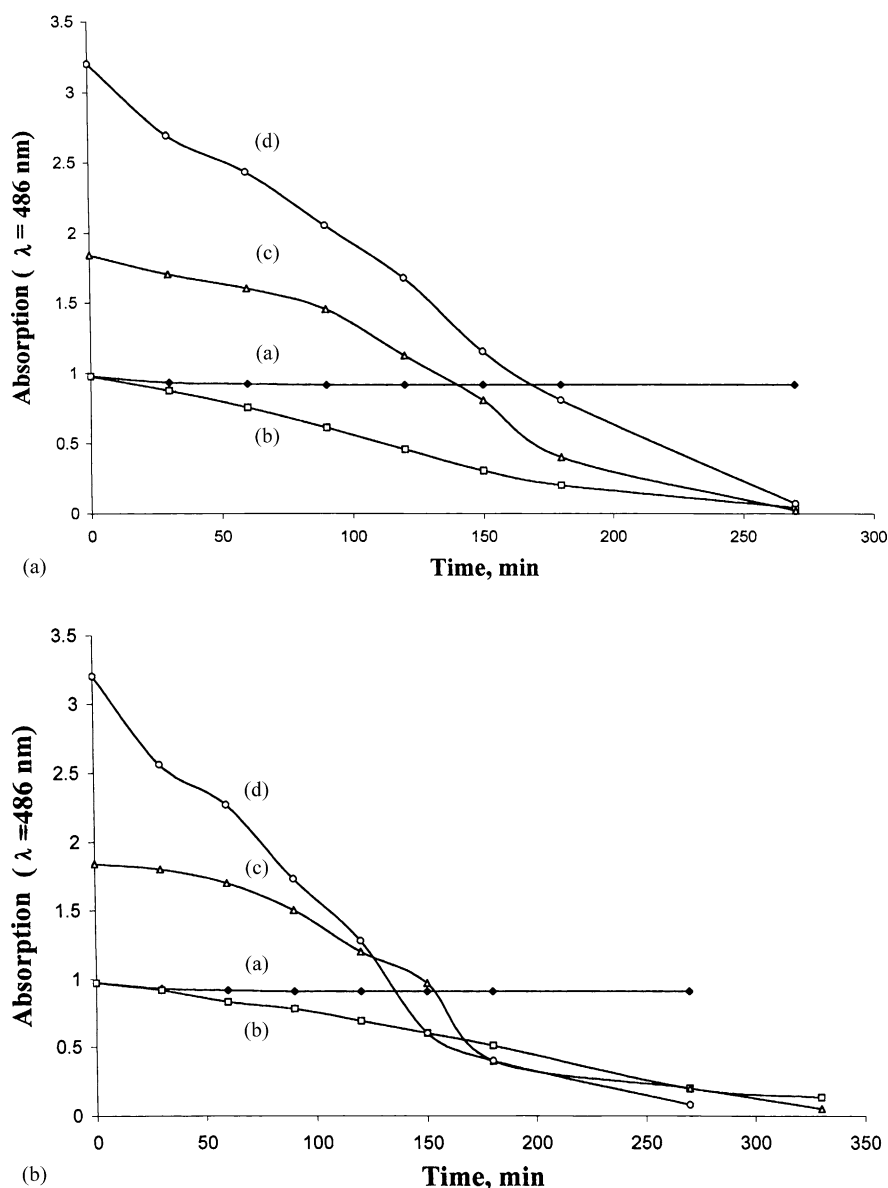 3.5
3
2.5
2
1.5
1
0.5
0
Absorption ( λ = 486 nm)
(d)
(c)
(a)
(b)
0 50 100 150 200 250 300
(a)
Time, min
3.5
3
2.5
2
1.5
1
0.5
0
Absorption ( λ =486 nm)
(d)
(c)
(a)
(b)
0 50 100 150 200 250 300 350
(b)
Time, min